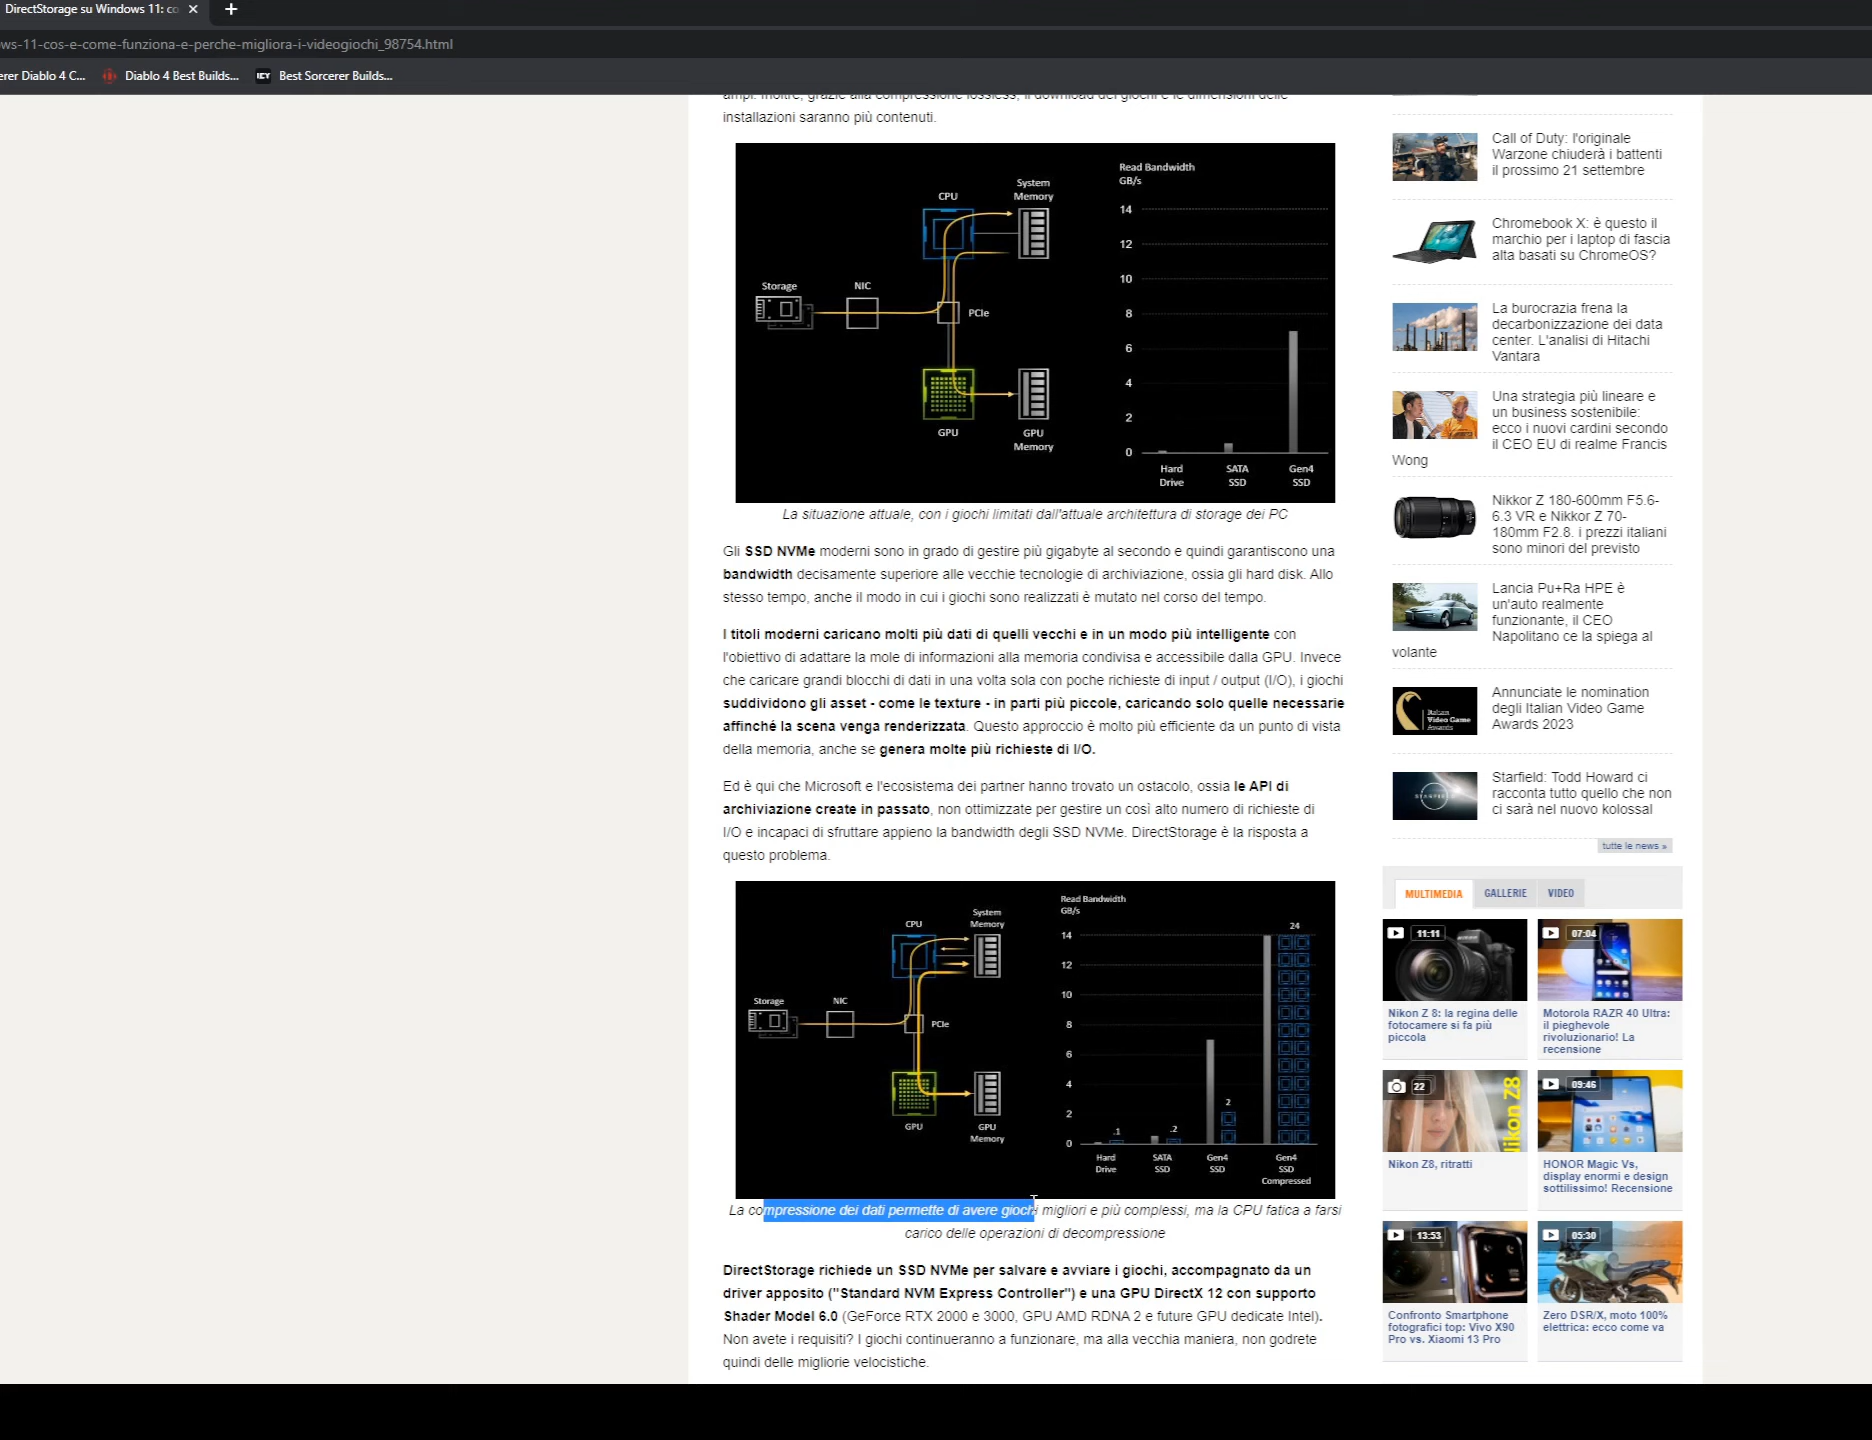 DirectStorage su Windows 11: co
ws-11-cos-e-come-funziona-e-perche-migliora-i-videogiochi_98754.html
erer Diablo 4 C...
Diablo 4 Best Builds...
ICY
Best Sorcerer Builds...
ampi. Inoltre, grazie alla compressione lossless, il download dei giochi e le dimensioni delle
installazioni saranno più contenuti.
CPU
System
Memory
Storage
NIC
PCIe
GPU
GPU
Memory
Read Bandwidth
GB/s
14
12
10
8
6
4
2
0
Hard
Drive
SATA
SSD
Gen4
SSD
La situazione attuale, con i giochi limitati dall'attuale architettura di storage dei PC
Gli SSD NVMe moderni sono in grado di gestire più gigabyte al secondo e quindi garantiscono una
bandwidth decisamente superiore alle vecchie tecnologie di archiviazione, ossia gli hard disk. Allo
stesso tempo, anche il modo in cui i giochi sono realizzati è mutato nel corso del tempo.
I titoli moderni caricano molti più dati di quelli vecchi e in un modo più intelligente con
l'obiettivo di adattare la mole di informazioni alla memoria condivisa e accessibile dalla GPU. Invece
che caricare grandi blocchi di dati in una volta sola con poche richieste di input / output (I/O), i giochi
suddividono gli asset - come le texture - in parti più piccole, caricando solo quelle necessarie
affinché la scena venga renderizzata. Questo approccio è molto più efficiente da un punto di vista
della memoria, anche se genera molte più richieste di I/O.
Ed è qui che Microsoft e l'ecosistema dei partner hanno trovato un ostacolo, ossia le API di
archiviazione create in passato, non ottimizzate per gestire un così alto numero di richieste di
I/O e incapaci di sfruttare appieno la bandwidth degli SSD NVMe. DirectStorage è la risposta a
questo problema.
CPU
System
Memory
Storage
NIC
PCIe
GPU
GPU
Memory
Read Bandwidth
GB/s
24
14
12
10
8
6
4
2
0
.1
.2
2
Hard
Drive
SATA
SSD
Gen4
SSD
Gen4
SSD
Compressed
La compressione dei dati permette di avere giochi migliori e più complessi, ma la CPU fatica a farsi
carico delle operazioni di decompressione
DirectStorage richiede un SSD NVMe per salvare e avviare i giochi, accompagnato da un
driver apposito ("Standard NVM Express Controller") e una GPU DirectX 12 con supporto
Shader Model 6.0 (GeForce RTX 2000 e 3000, GPU AMD RDNA 2 e future GPU dedicate Intel).
Non avete i requisiti? I giochi continueranno a funzionare, ma alla vecchia maniera, non godrete
quindi delle migliorie velocistiche.
Call of Duty: l'originale
Warzone chiuderà i battenti
il prossimo 21 settembre
Chromebook X: è questo il
marchio per i laptop di fascia
alta basati su ChromeOS?
La burocrazia frena la
decarbonizzazione dei data
center. L'analisi di Hitachi
Vantara
Una strategia più lineare e
un business sostenibile:
ecco i nuovi cardini secondo
il CEO EU di realme Francis
Wong
Nikkor Z 180-600mm F5.6-
6.3 VR e Nikkor Z 70-
180mm F2.8. i prezzi italiani
sono minori del previsto
Lancia Pu+Ra HPE è
un'auto realmente
funzionante, il CEO
Napolitano ce la spiega al
volante
Italian
Video Game
Awards
Annunciate le nomination
degli Italian Video Game
Awards 2023
STARFIELD
Starfield: Todd Howard ci
racconta tutto quello che non
ci sarà nel nuovo kolossal
tutte le news »
MULTIMEDIA
GALLERIE
VIDEO
11:11
07:04
Nikon Z 8: la regina delle
fotocamere si fa più
piccola
Motorola RAZR 40 Ultra:
il pieghevole
rivoluzionario! La
recensione
22
Nikon Z8
09:46
Nikon Z8, ritratti
HONOR Magic Vs,
display enormi e design
sottilissimo! Recensione
13:53
05:30
Confronto Smartphone
fotografici top: Vivo X90
Pro vs. Xiaomi 13 Pro
Zero DSR/X, moto 100%
elettrica: ecco come va